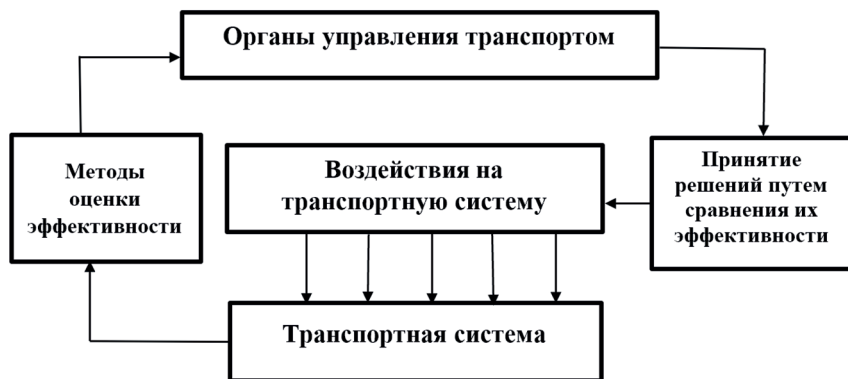 Органы управления транспортом
Методы
оценки
эффективности
Воздействия на
транспортную систему
Принятие
решений путем
сравнения их
эффективности
Транспортная система